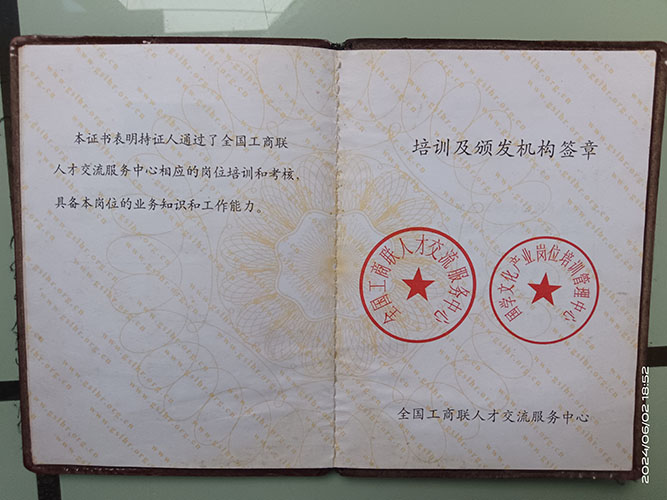 本证书表明持证人通过了全国工商联
人才交流服务中心相应的岗位培训和考核,
具备本岗位的业务知识和工作能力。
培训及颁发机构签章
全国工商联人才交流服务中心
国学文化产业岗位培训管理中心
全国工商联人才交流服务中心
www.gslhr.org.cn
2024/06/02 18:52